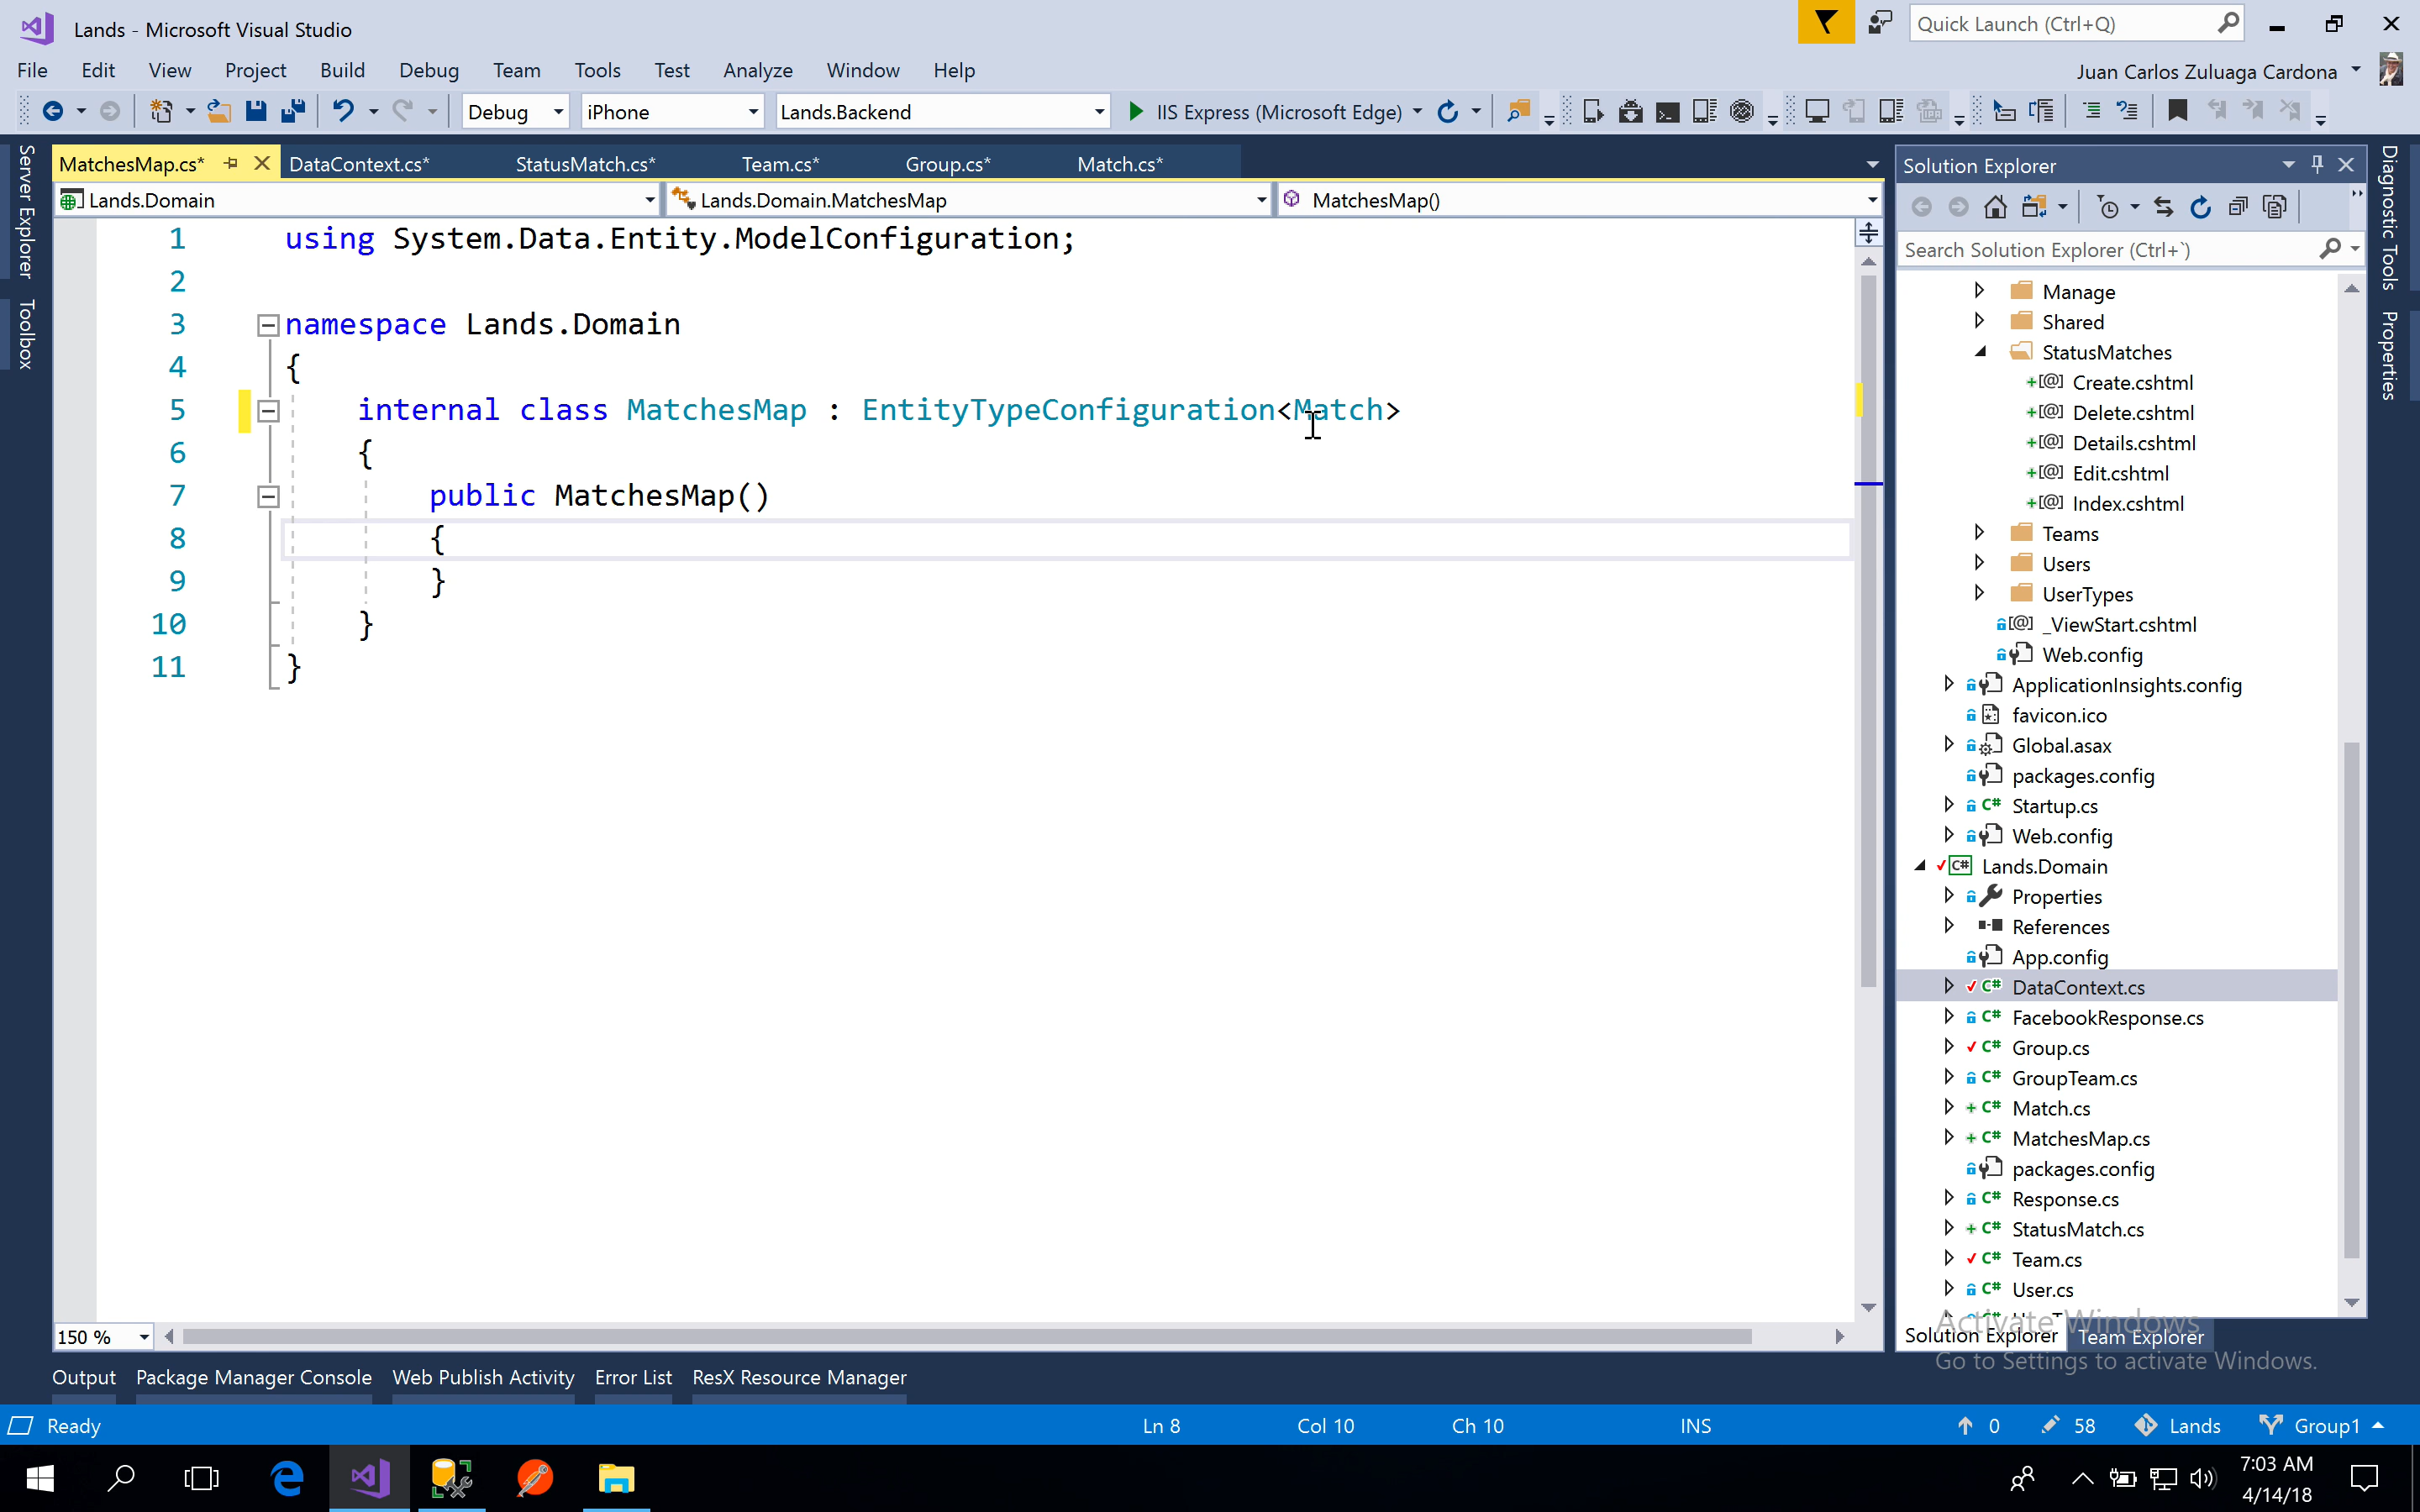 Lands - Microsoft Visual Studio
Quick Launch (Ctrl+Q)
File Edit View Project Build Debug Team Tools Test Analyze Window Help
Juan Carlos Zuluaga Cardona
Debug iPhone Lands.Backend IIS Express (Microsoft Edge)
Server Explorer
Toolbox
MatchesMap.cs* DataContext.cs* StatusMatch.cs* Team.cs* Group.cs* Match.cs*
Lands.Domain Lands.Domain.MatchesMap MatchesMap()
1 using System.Data.Entity.ModelConfiguration;
2
3 namespace Lands.Domain
4 {
5 internal class MatchesMap : EntityTypeConfiguration<Match>
6 {
7 public MatchesMap()
8 {
9 }
10 }
11 }
150 %
Solution Explorer
Search Solution Explorer (Ctrl+`)
Manage
Shared
StatusMatches
Create.cshtml
Delete.cshtml
Details.cshtml
Edit.cshtml
Index.cshtml
Teams
Users
UserTypes
_ViewStart.cshtml
Web.config
ApplicationInsights.config
favicon.ico
Global.asax
packages.config
Startup.cs
Web.config
Lands.Domain
Properties
References
App.config
DataContext.cs
FacebookResponse.cs
Group.cs
GroupTeam.cs
Match.cs
MatchesMap.cs
packages.config
Response.cs
StatusMatch.cs
Team.cs
User.cs
Solution Explorer Team Explorer
Diagnostic Tools
Properties
Activate Windows
Go to Settings to activate Windows.
Output Package Manager Console Web Publish Activity Error List ResX Resource Manager
Ready Ln 8 Col 10 Ch 10 INS 0 58 Lands Group1
7:03 AM
4/14/18